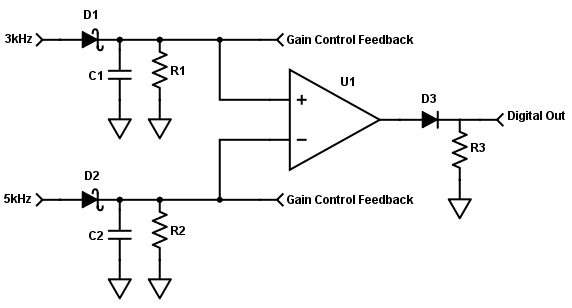 D1
3kHz
Gain Control Feedback
C1
R1
U1
+
−
D3
Digital Out
R3
D2
5kHz
Gain Control Feedback
C2
R2